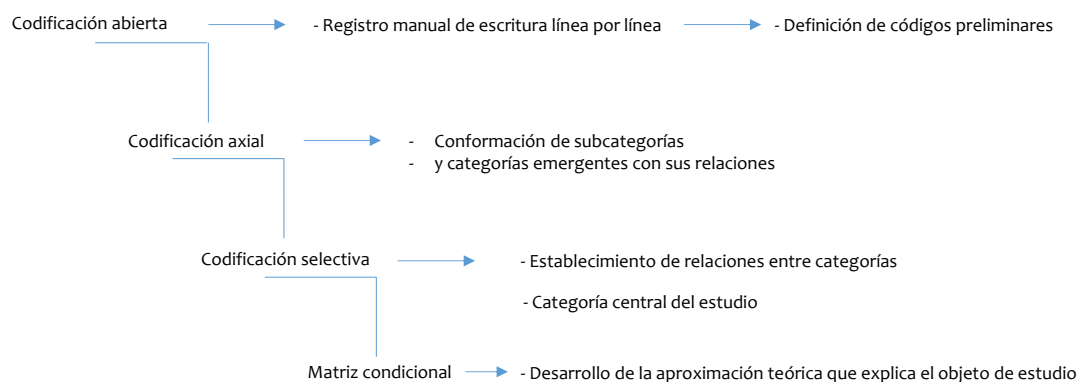 Codificación abierta - Registro manual de escritura línea por línea - Definición de códigos preliminares
Codificación axial - Conformación de subcategorías
- y categorías emergentes con sus relaciones
Codificación selectiva - Establecimiento de relaciones entre categorías
- Categoría central del estudio
Matriz condicional - Desarrollo de la aproximación teórica que explica el objeto de estudio